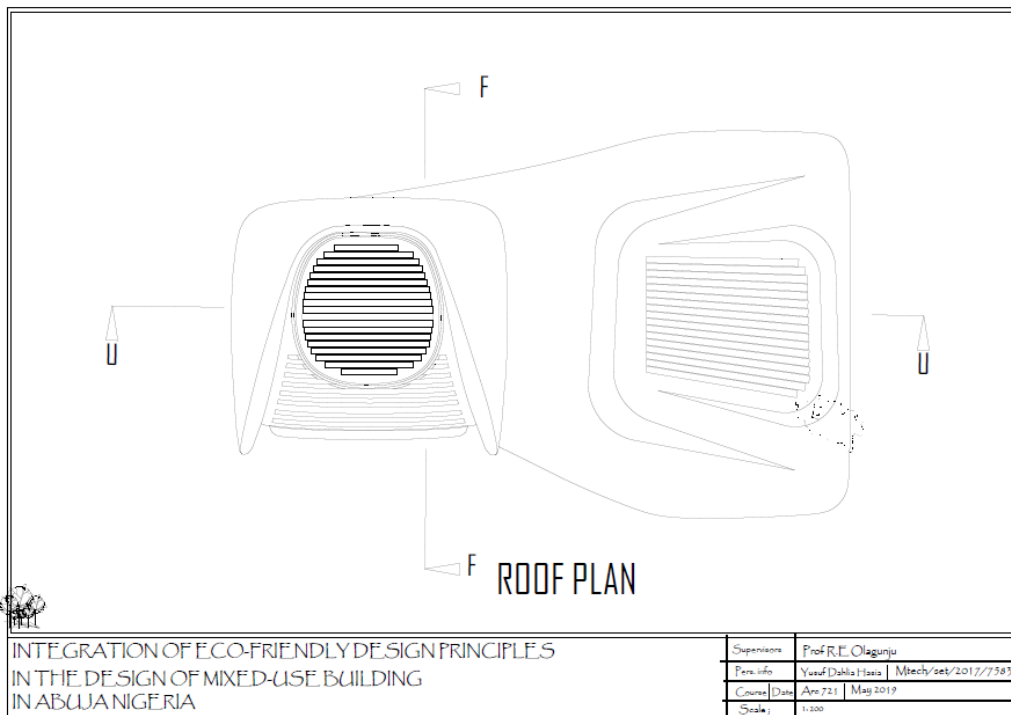 F
U
U
F
ROOF PLAN
INTEGRATION OF ECO-FRIENDLY DESIGN PRINCIPLES
IN THE DESIGN OF MIXED-USE BUILDING
IN ABUJA NIGERIA
Supervisors Prof R.E. Olagunju
Pers. info Yusuf Dahlia Hasia Mtech/set/2017/7583
Course Date Arc 721 May 2019
Scale ; 1:200